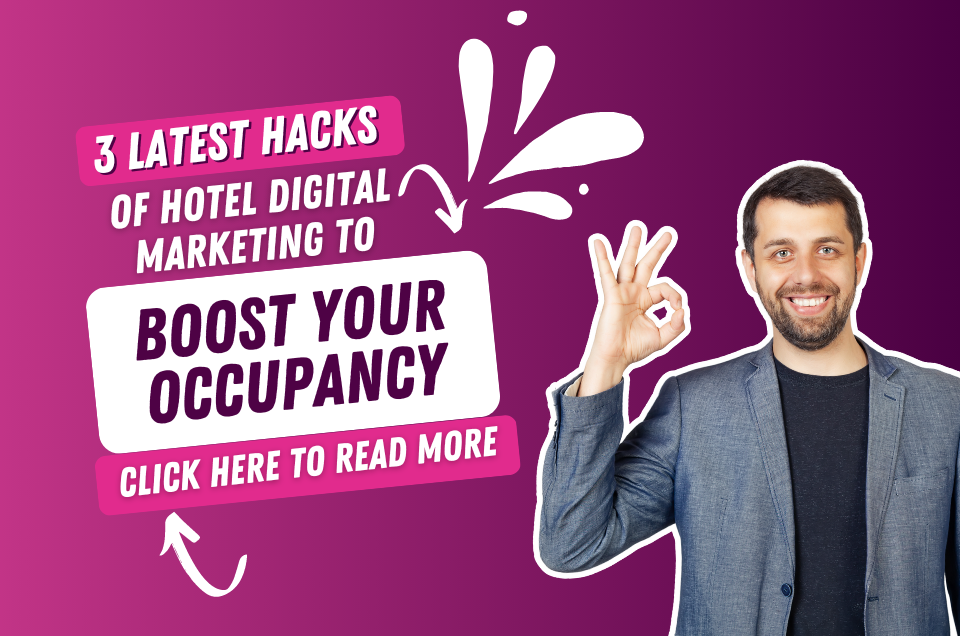 3 LATEST HACKS
OF HOTEL DIGITAL
MARKETING TO
BOOST YOUR
OCCUPANCY
CLICK HERE TO READ MORE